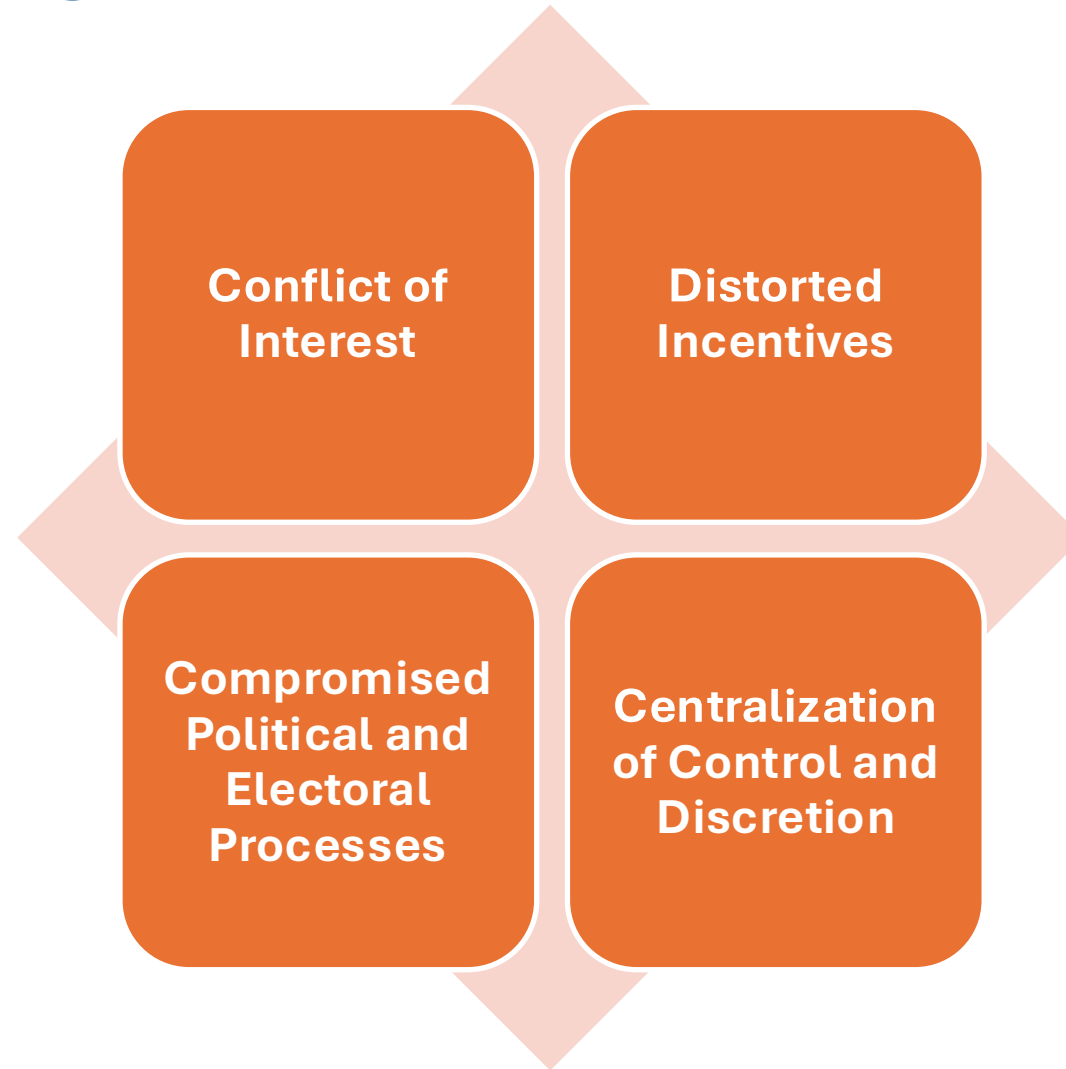 Conflict of
Interest
Distorted
Incentives
Compromised
Political and
Electoral
Processes
Centralization
of Control and
Discretion